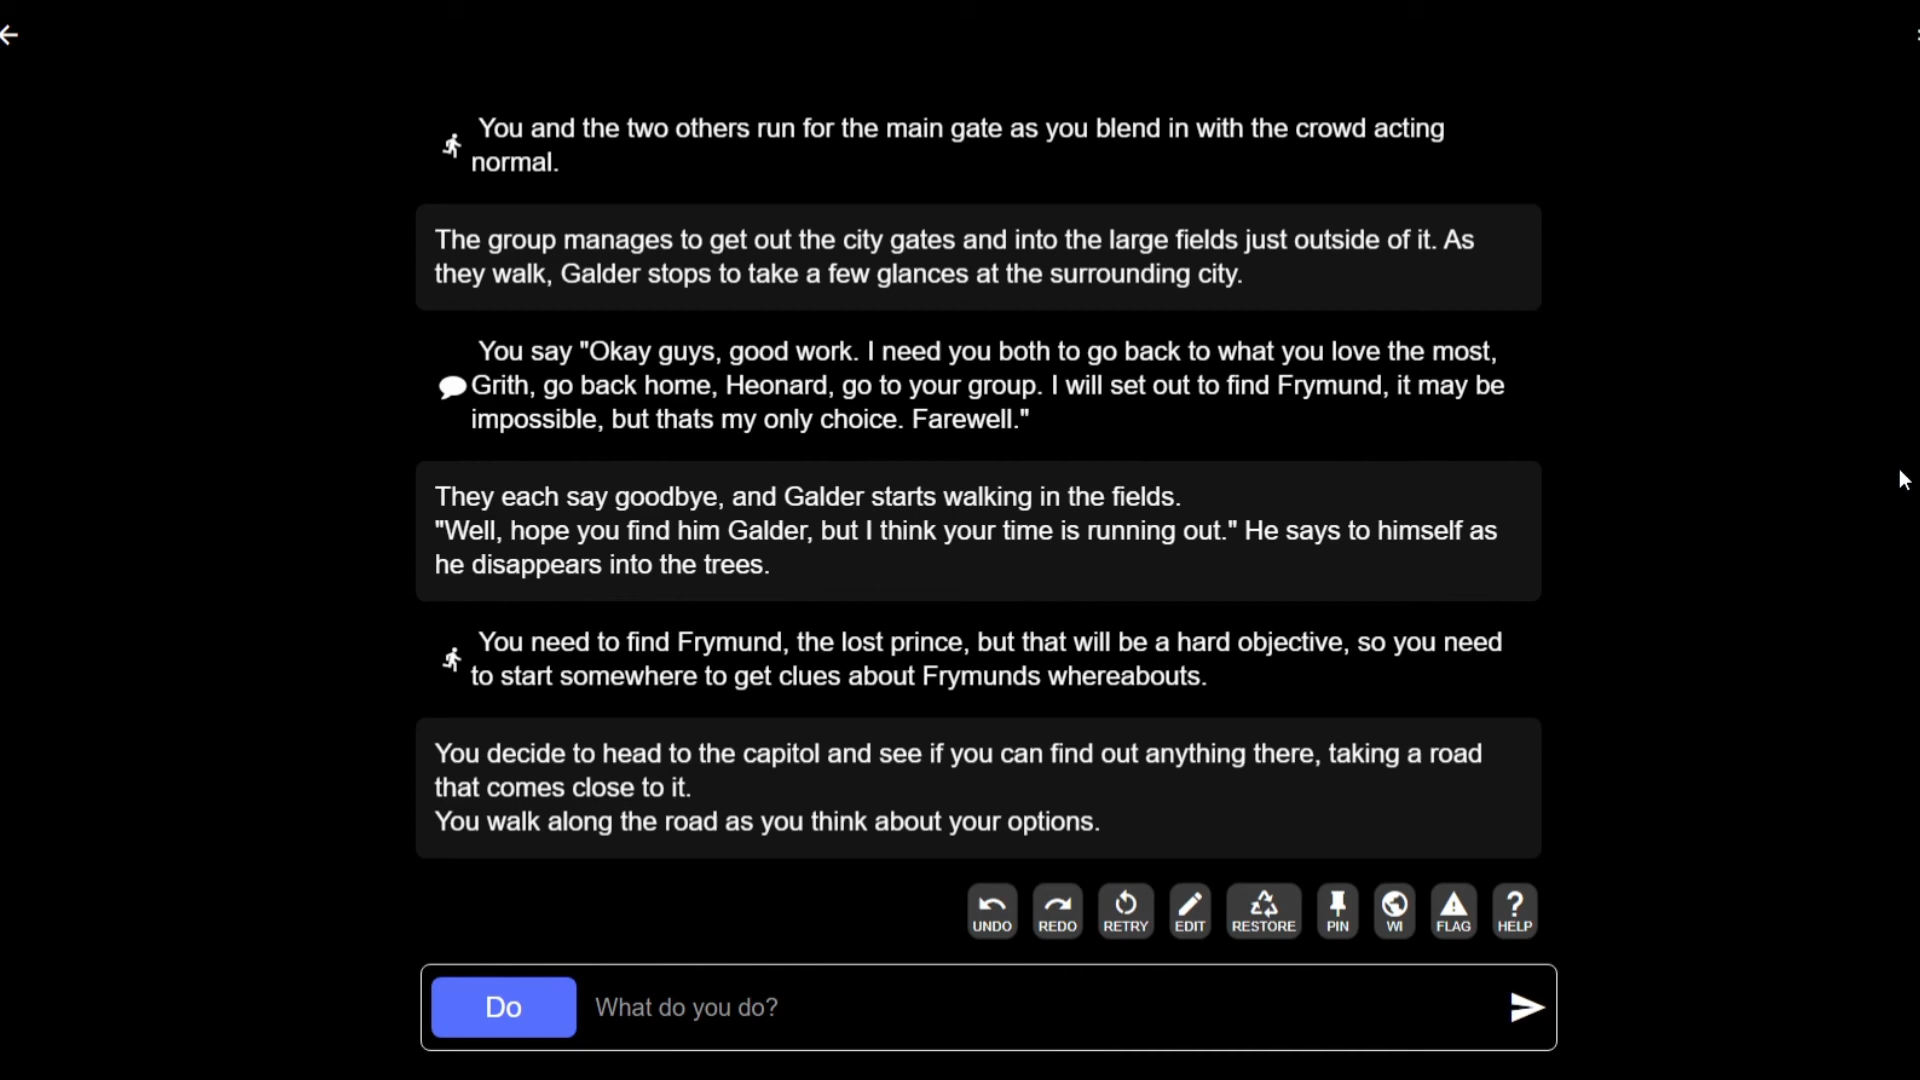 You and the two others run for the main gate as you blend in with the crowd acting
normal.
The group manages to get out the city gates and into the large fields just outside of it. As
they walk, Galder stops to take a few glances at the surrounding city.
You say "Okay guys, good work. I need you both to go back to what you love the most,
Grith, go back home, Heonard, go to your group. I will set out to find Frymund, it may be
impossible, but thats my only choice. Farewell."
They each say goodbye, and Galder starts walking in the fields.
"Well, hope you find him Galder, but I think your time is running out." He says to himself as
he disappears into the trees.
You need to find Frymund, the lost prince, but that will be a hard objective, so you need
to start somewhere to get clues about Frymunds whereabouts.
You decide to head to the capitol and see if you can find out anything there, taking a road
that comes close to it.
You walk along the road as you think about your options.
UNDO REDO RETRY EDIT RESTORE PIN WI FLAG HELP
Do What do you do?